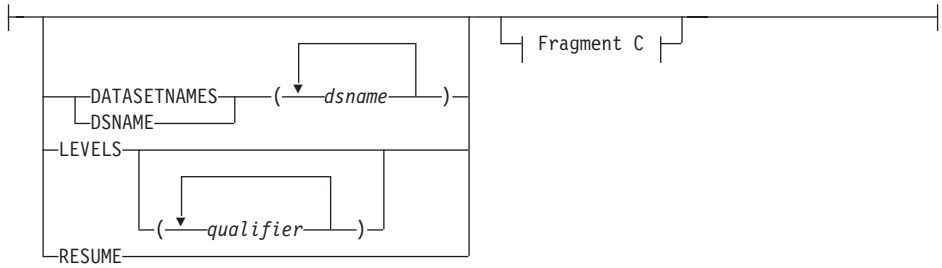 Fragment C
DATASETNAMES ( dsname )
DSNAME
LEVELS
( qualifier )
RESUME